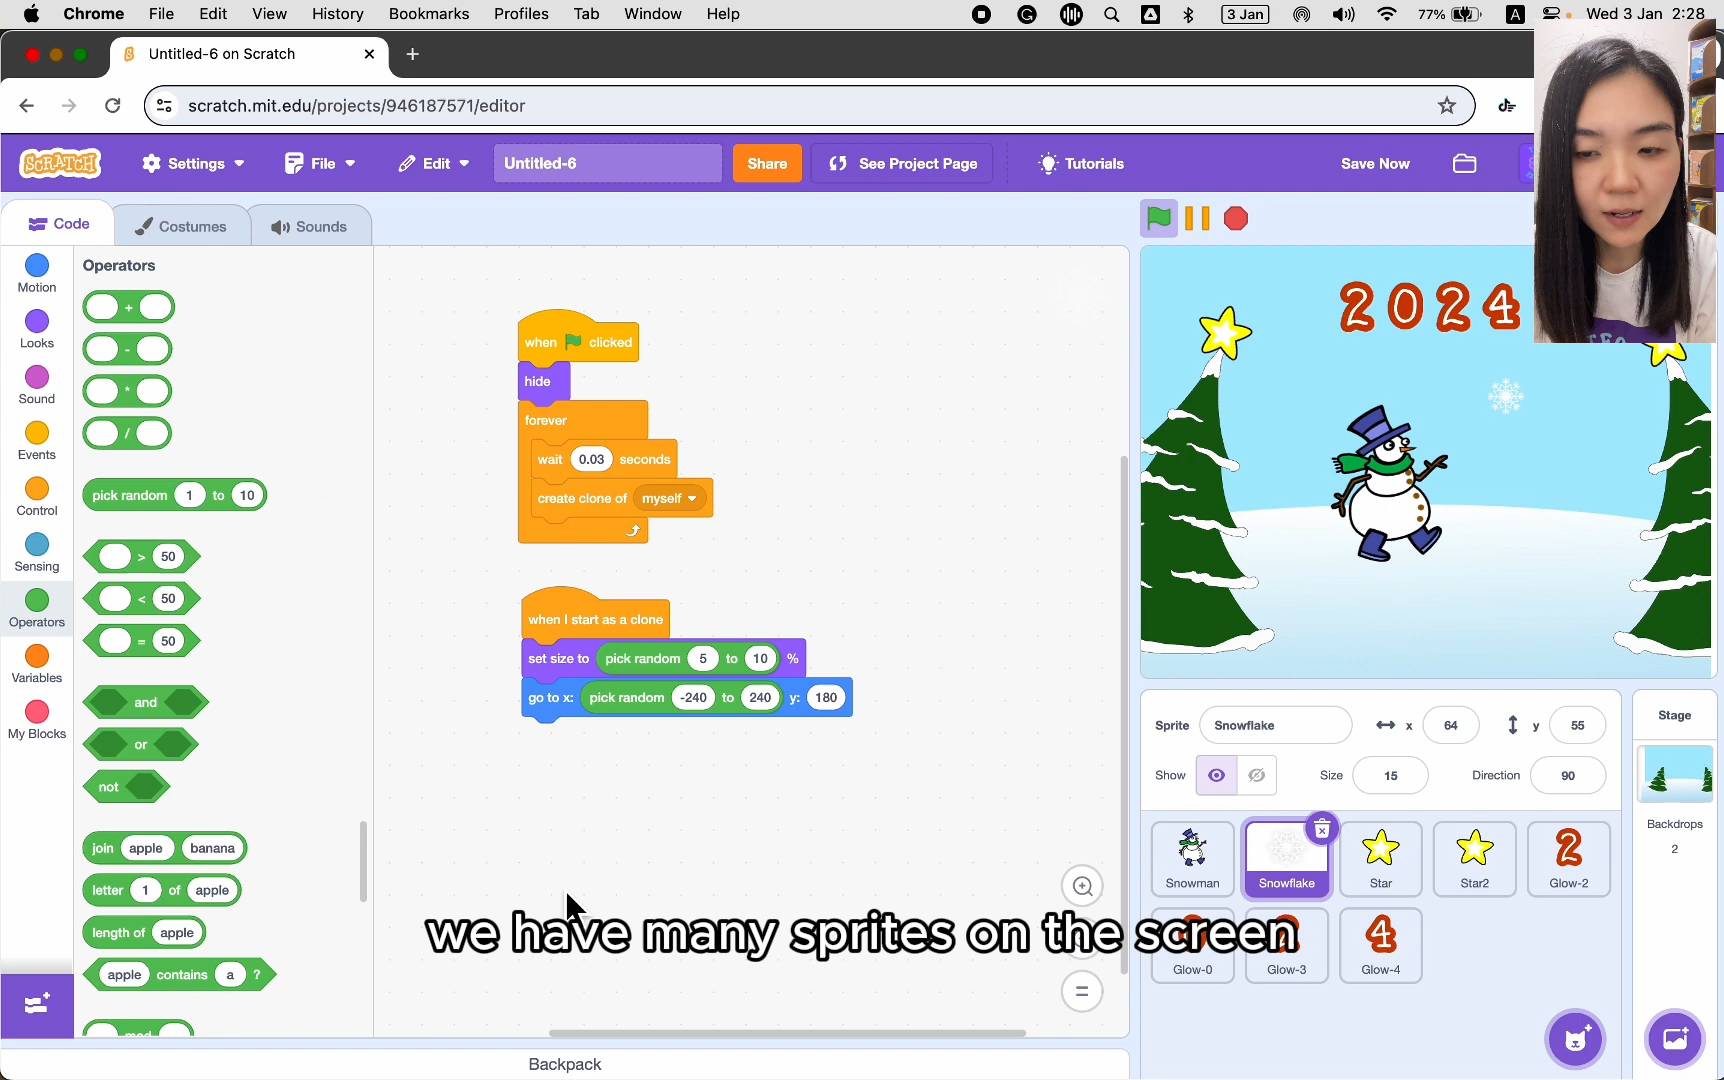 Chrome File Edit View History Bookmarks Profiles Tab Window Help 3 Jan 77% A Wed 3 Jan 2:28
Untitled-6 on Scratch
scratch.mit.edu/projects/946187571/editor
SCRATCH Settings File Edit Untitled-6 Share See Project Page Tutorials Save Now
Code Costumes Sounds
Motion
Looks
Sound
Events
Control
Sensing
Operators
Variables
My Blocks
Operators
+
-
*
/
pick random 1 to 10
> 50
< 50
= 50
and
or
not
join apple banana
letter 1 of apple
length of apple
apple contains a ?
mod
when clicked
hide
forever
wait 0.03 seconds
create clone of myself
when I start as a clone
set size to pick random 5 to 10 %
go to x: pick random -240 to 240 y: 180
2024
Sprite Snowflake x 64 y 55
Show Size 15 Direction 90
Snowman Snowflake Star Star2 Glow-2
Glow-0 Glow-3 Glow-4
Stage
Backdrops
2
we have many sprites on the screen
Backpack